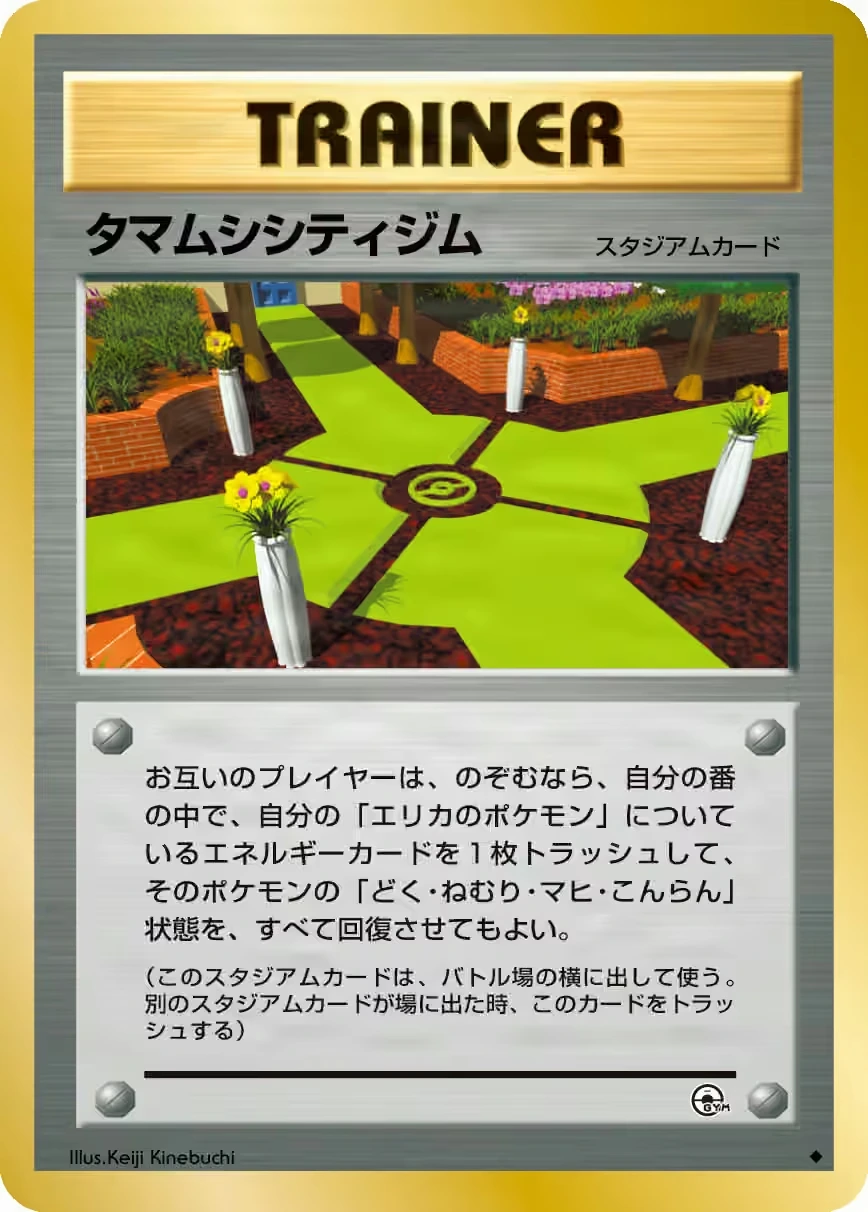 TRAINER
タマムシシティジム
スタジアムカード
お互いのプレイヤーは、のぞむなら、自分の番
の中で、自分の「エリカのポケモン」について
いるエネルギーカードを１枚トラッシュして、
そのポケモンの「どく・ねむり・マヒ・こんらん」
状態を、すべて回復させてもよい。
（このスタジアムカードは、バトル場の横に出して使う。
別のスタジアムカードが場に出た時、このカードをトラッ
シュする）
GYM
Illus.Keiji Kinebuchi